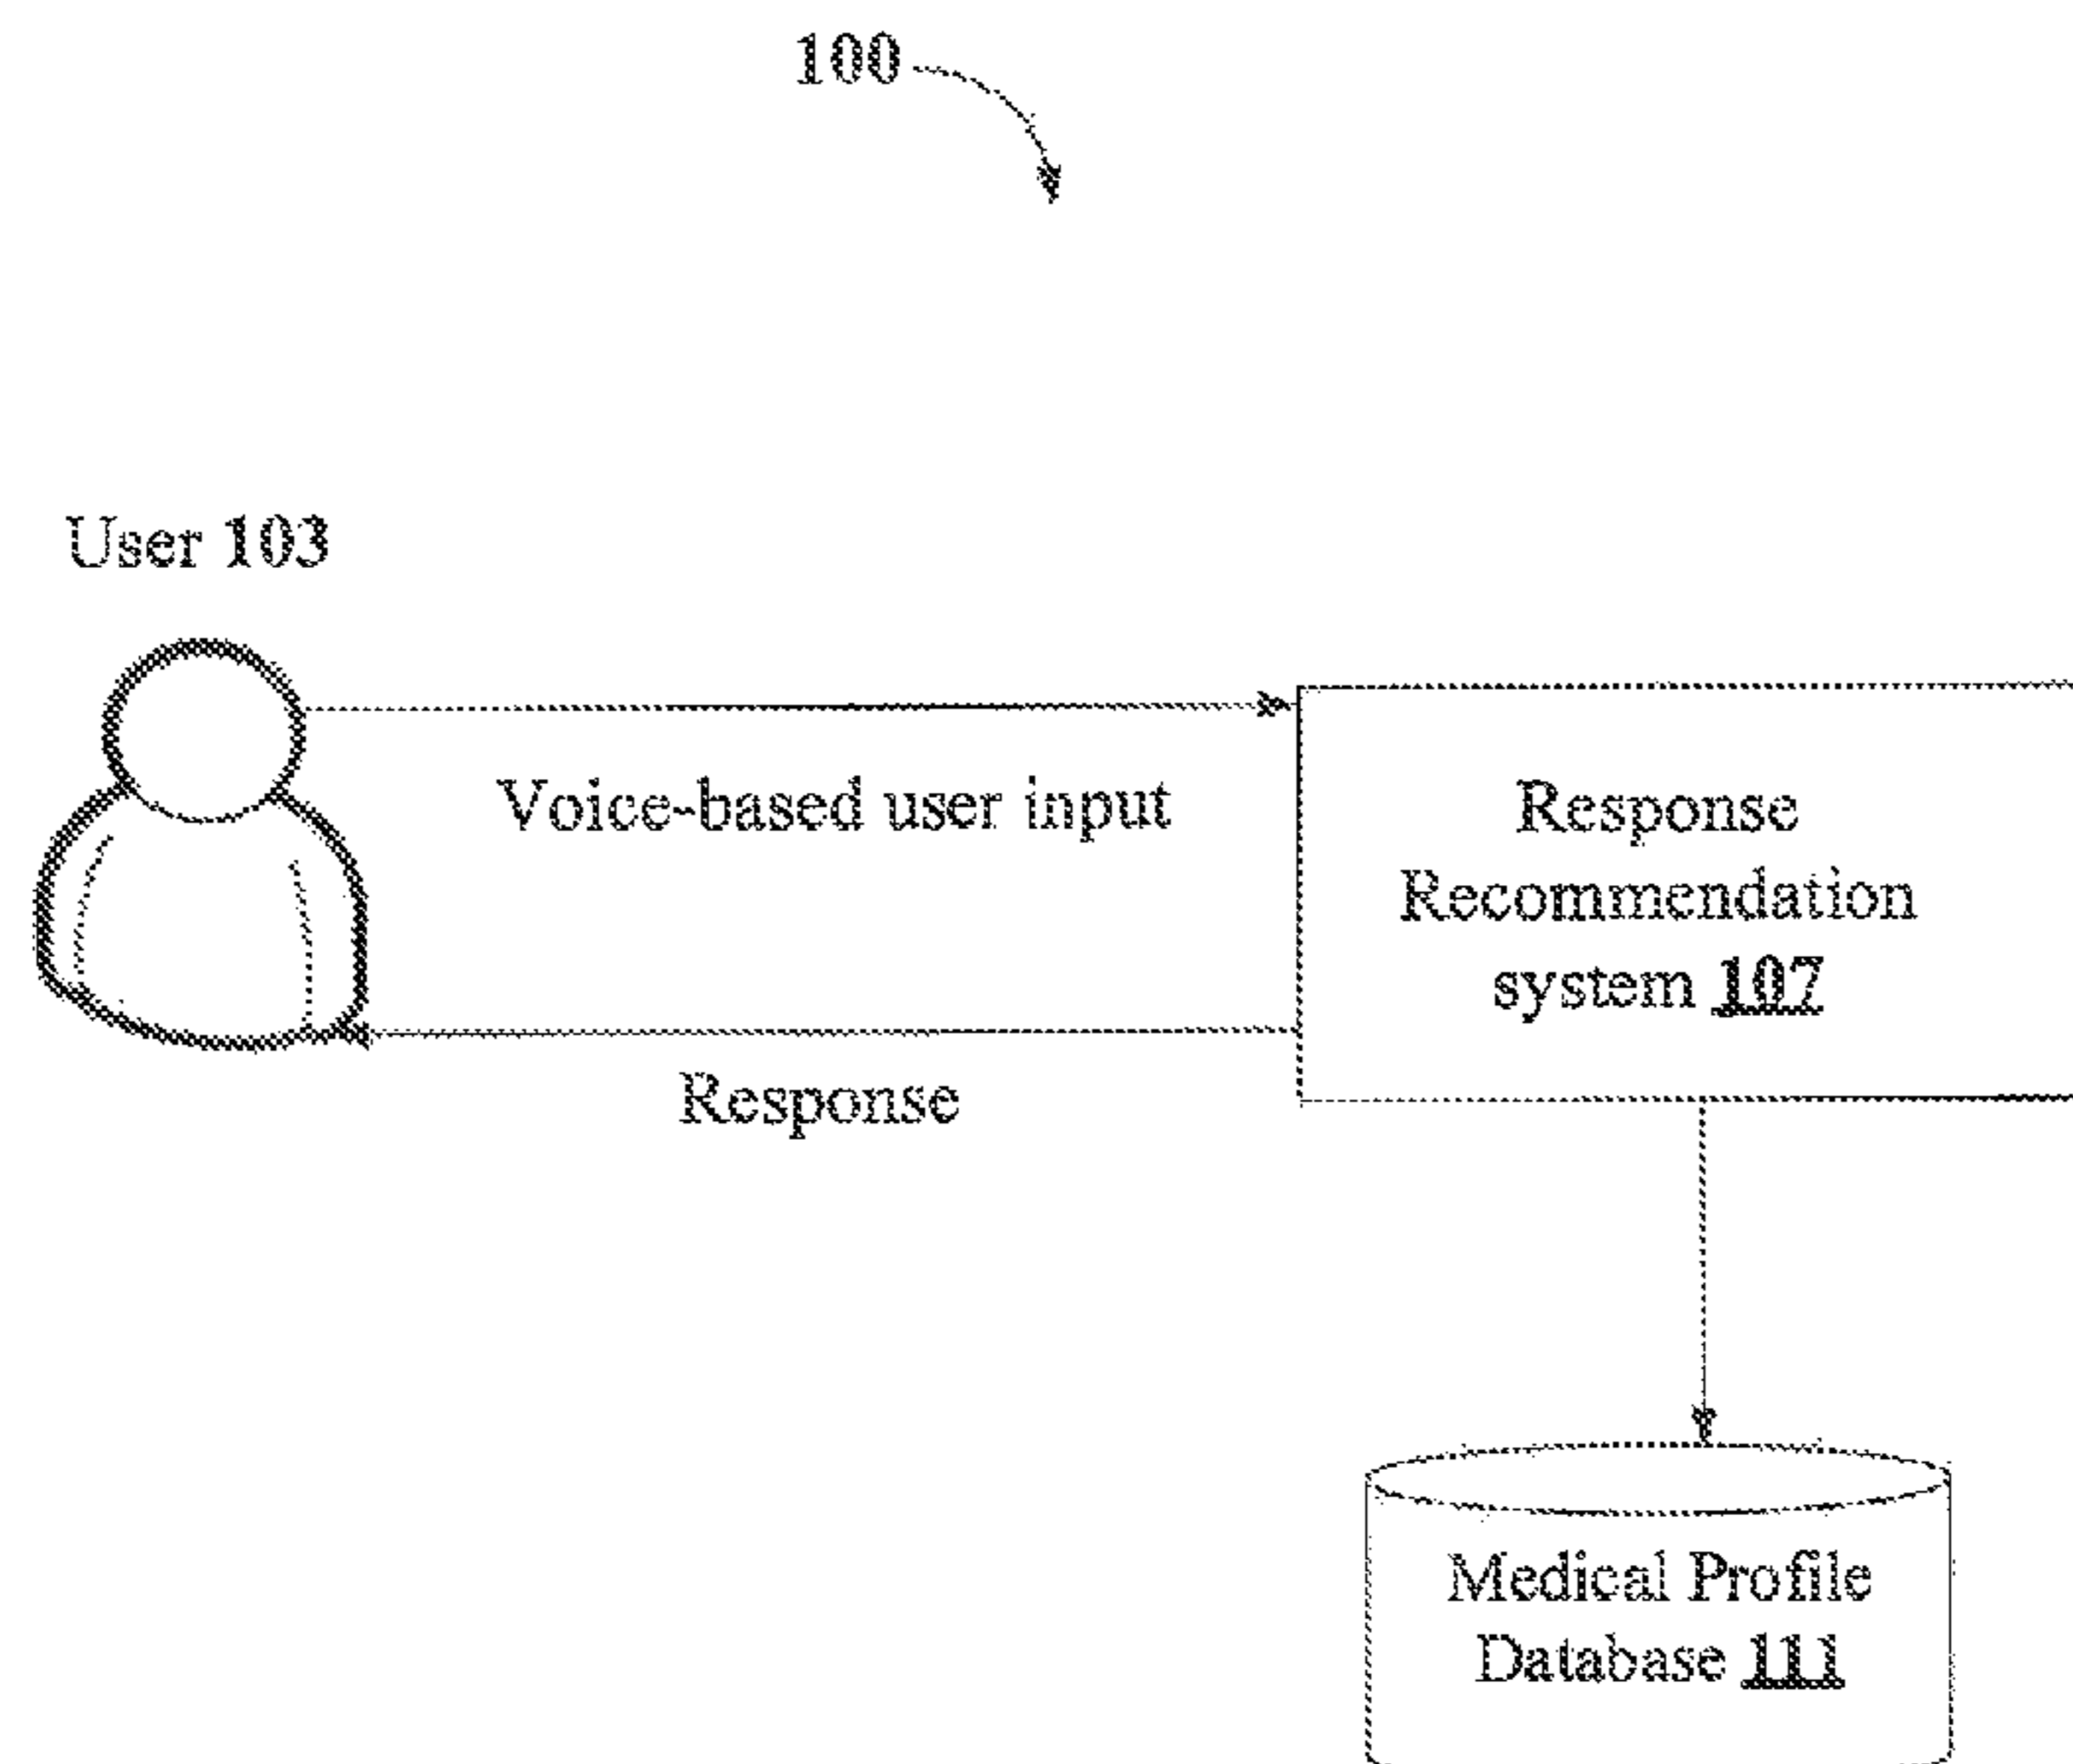 100
User 103
Voice-based user input
Response
Recommendation
system 107
Response
Medical Profile
Database 111